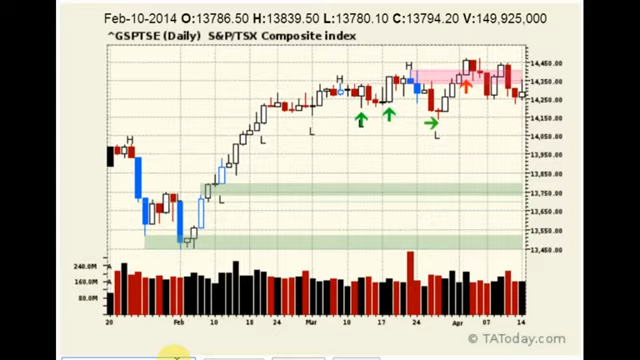 Feb-10-2014 O:13786.50 H:13839.50 L:13780.10 C:13794.20 V:149,925,000
^GSPTSE (Daily) S&P/TSX Composite index
H
H
H
L
L
L
L
L
14,450.00
14,350.00
14,250.00
14,150.00
14,050.00
13,950.00
13,850.00
13,750.00
13,650.00
13,550.00
13,450.00
240.0M
160.0M
80.0M
A
A
20 Feb 10 18 24 Mar 10 17 24 Apr 07 14
© TAToday.com